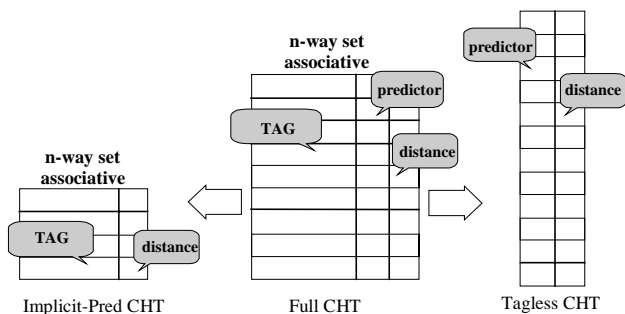 n-way set
associative
TAG
distance
Implicit-Pred CHT
n-way set
associative
predictor
TAG
distance
Full CHT
predictor
distance
Tagless CHT